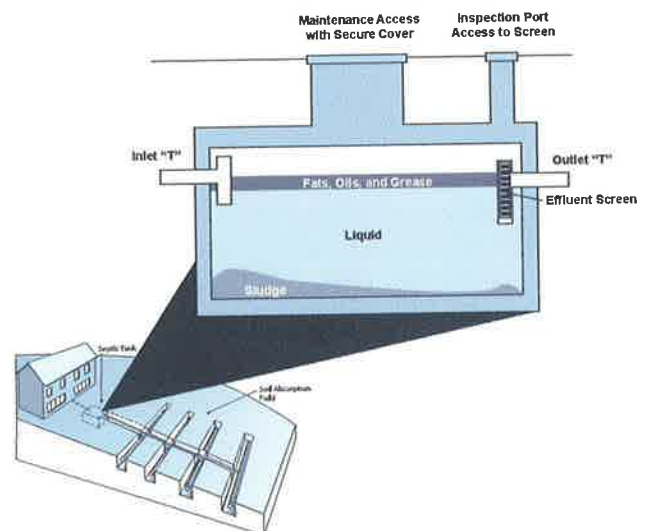 Maintenance Access
with Secure Cover
Inspection Port
Access to Screen
Inlet "T"
Outlet "T"
Fats, Oils, and Grease
Effluent Screen
Liquid
Sludge
Septic Tank
Soil Absorption
Field